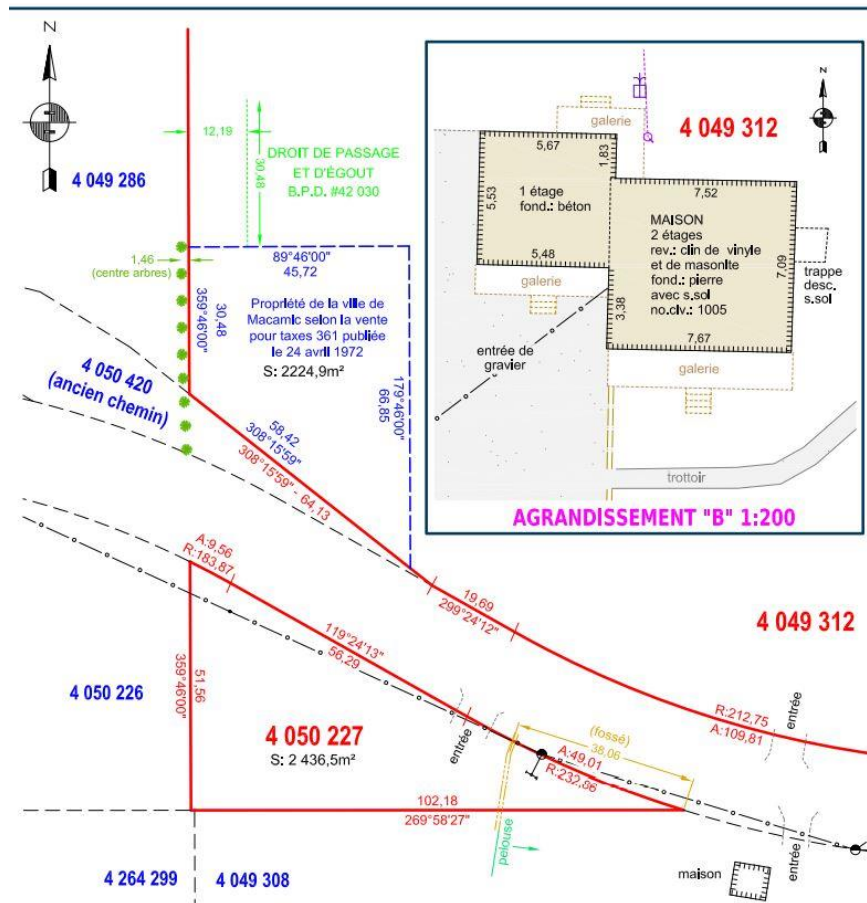 N
12,19
30,48
DROIT DE PASSAGE
ET D'ÉGOUT
B.P.D. #42 030
4 049 286
1,46
(centre arbres)
89°46'00"
45,72
359°46'00"
30,48
Propriété de la ville de
Macamic selon la vente
pour taxes 361 publiée
le 24 avril 1972
S: 2224,9m²
179°46'00"
66,85
4 050 420
(ancien chemin)
58,42
308°15'59"
308°15'59" - 64,13
N
galerie
4 049 312
5,67
1,83
5,53
1 étage
fond.: béton
5,48
galerie
7,52
MAISON
2 étages
rev.: clin de vinyle
et de masonite
fond.: pierre
avec s.sol
no.civ.: 1005
7,09
trappe
desc.
s.sol
3,38
7,67
entrée de
gravier
galerie
trottoir
AGRANDISSEMENT "B" 1:200
A:9,56
R:183,87
119°24'13"
56,29
19,69
299°24'12"
4 049 312
R:212,75
A:109,81
entrée
359°46'00"
51,56
4 050 226
4 050 227
S: 2 436,5m²
entrée
(fossé)
38,06
A:49,01
R:232,86
102,18
269°58'27"
pelouse
entrée
maison
4 264 299
4 049 308